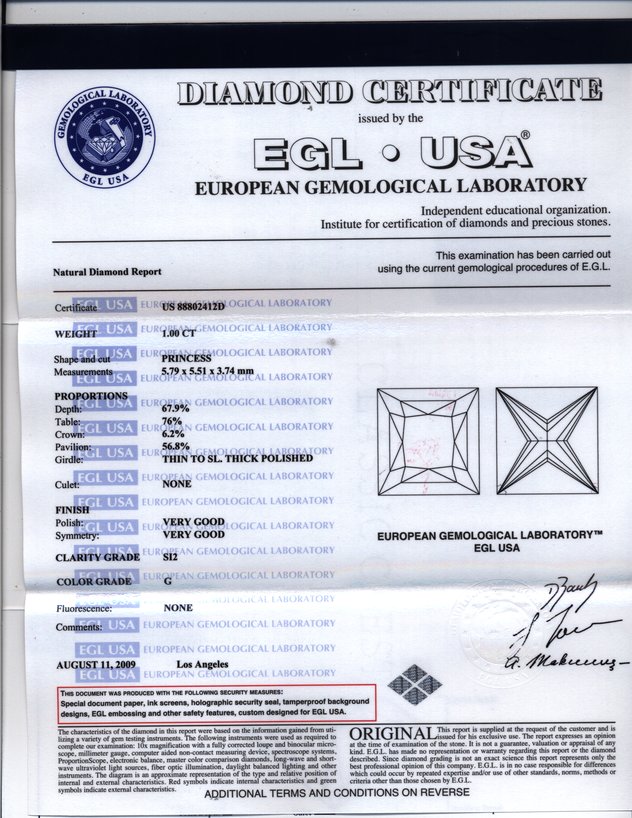 GEMOLOGICAL LABORATORY
EGL USA
DIAMOND CERTIFICATE
issued by the
EGL • USA®
EUROPEAN GEMOLOGICAL LABORATORY
Independent educational organization.
Institute for certification of diamonds and precious stones.
Natural Diamond Report
This examination has been carried out
using the current gemological procedures of E.G.L.
Certificate US 88802412D
WEIGHT 1.00 CT
Shape and cut PRINCESS
Measurements 5.79 x 5.51 x 3.74 mm
PROPORTIONS
Depth: 67.9%
Table: 76%
Crown: 6.2%
Pavilion: 56.8%
Girdle: THIN TO SL. THICK POLISHED
Culet: NONE
FINISH
Polish: VERY GOOD
Symmetry: VERY GOOD
CLARITY GRADE SI2
COLOR GRADE G
Fluorescence: NONE
Comments:
AUGUST 11, 2009 Los Angeles
EGL USA EUROPEAN GEMOLOGICAL LABORATORY
EUROPEAN GEMOLOGICAL LABORATORY™
EGL USA
THIS DOCUMENT WAS PRODUCED WITH THE FOLLOWING SECURITY MEASURES:
Special document paper, ink screens, holographic security seal, tamperproof background
designs, EGL embossing and other safety features, custom designed for EGL USA.
The characteristics of the diamond in this report were based on the information gained from uti-
lizing a variety of gem testing instruments. The following instruments were used as required to
complete our examination: 10x magnification with a fully corrected loupe and binocular micro-
scope, millimeter gauge, computer aided non-contact measuring device, spectroscope systems,
ProportionScope, electronic balance, master color comparison diamonds, long-wave and short-
wave ultraviolet light sources, fiber optic illumination, daylight balanced lighting and other
instruments. The diagram is an approximate representation of the type and relative position of
internal and external characteristics. Red symbols indicate internal characteristics and green
symbols indicate external characteristics.
ORIGINAL This report is supplied at the request of the customer and is
issued for his exclusive use. The report expresses an opinion
at the time of examination of the stone. It is not a guarantee, valuation or appraisal of any
kind. E.G.L. has made no representation or warranty regarding this report or the diamond
described. Since diamond grading is not an exact science this report represents only the
best professional opinion of this company. E.G.L. is in no case responsible for differences
which could occur by repeated expertise and/or use of other standards, norms, methods or
criteria other than those chosen by E.G.L.
ADDITIONAL TERMS AND CONDITIONS ON REVERSE